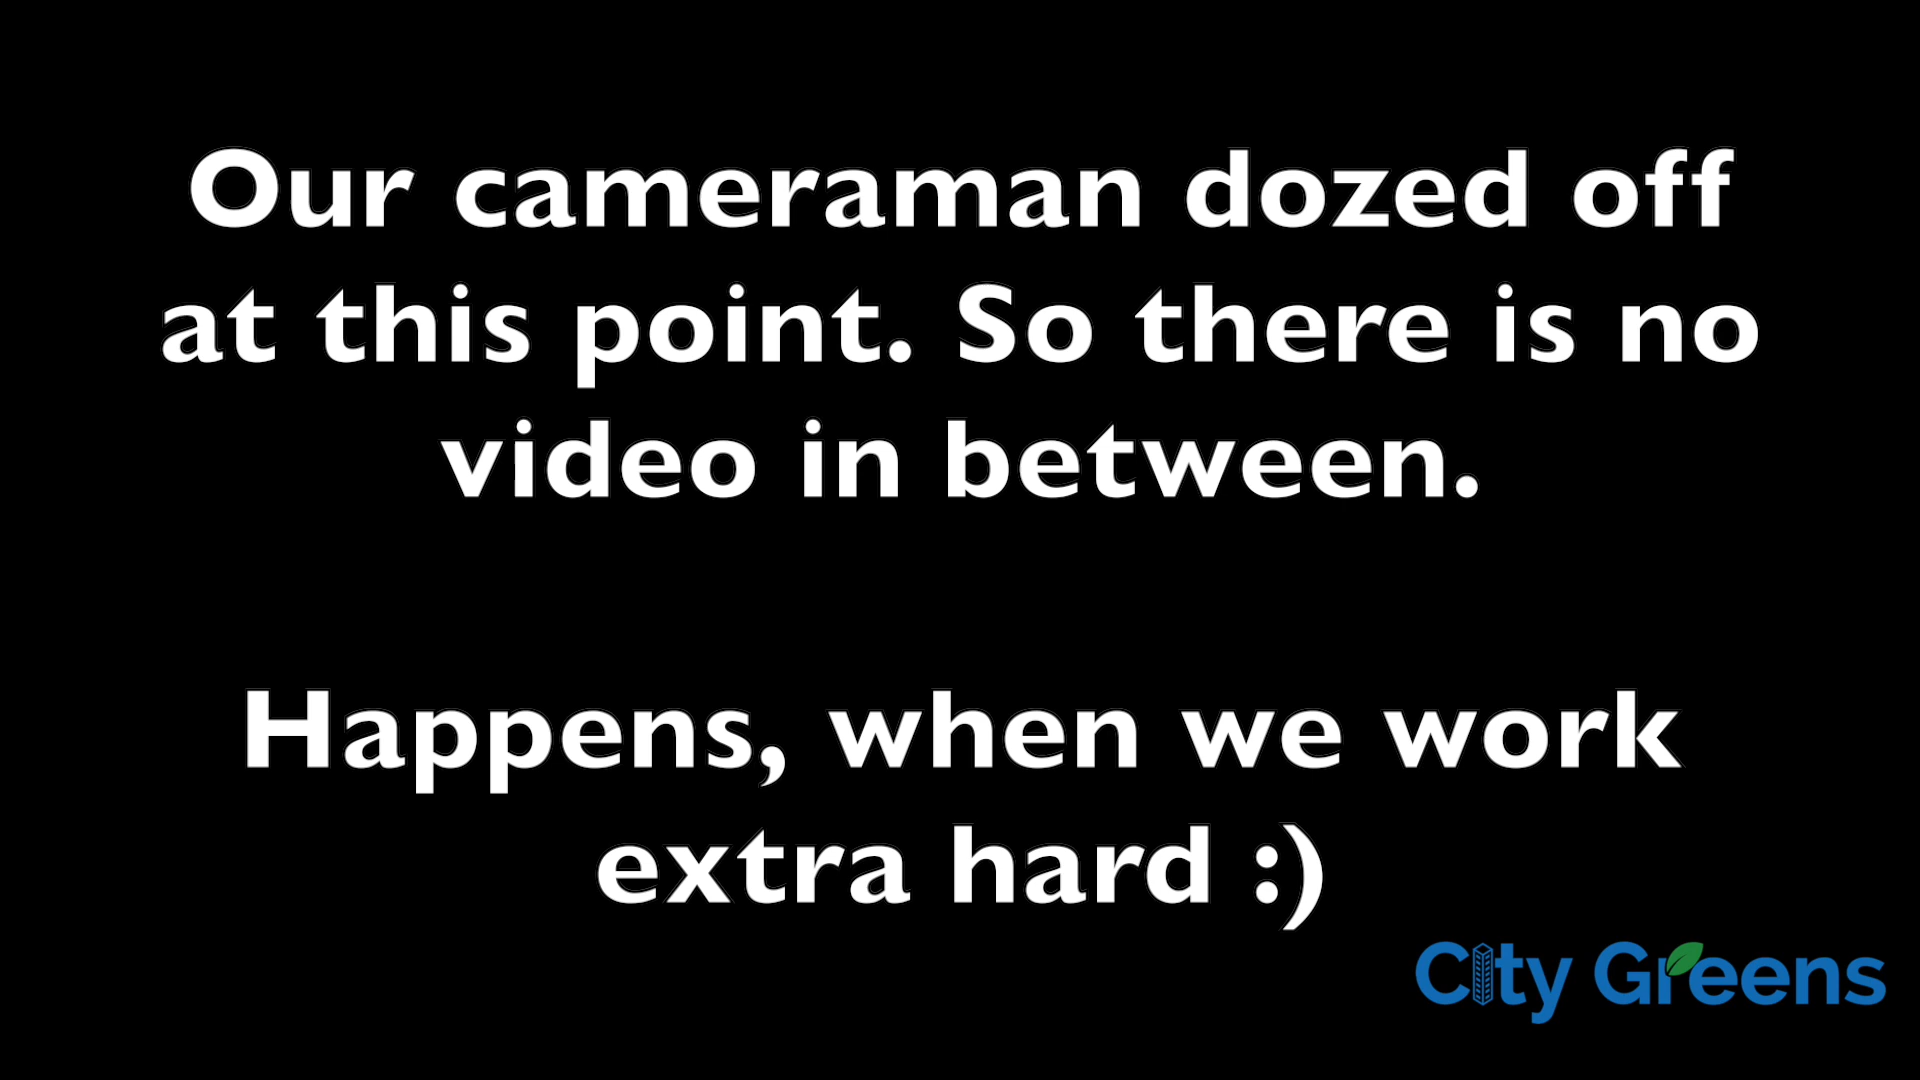 Our cameraman dozed off
at this point. So there is no
video in between.
Happens, when we work
extra hard :)
City Greens